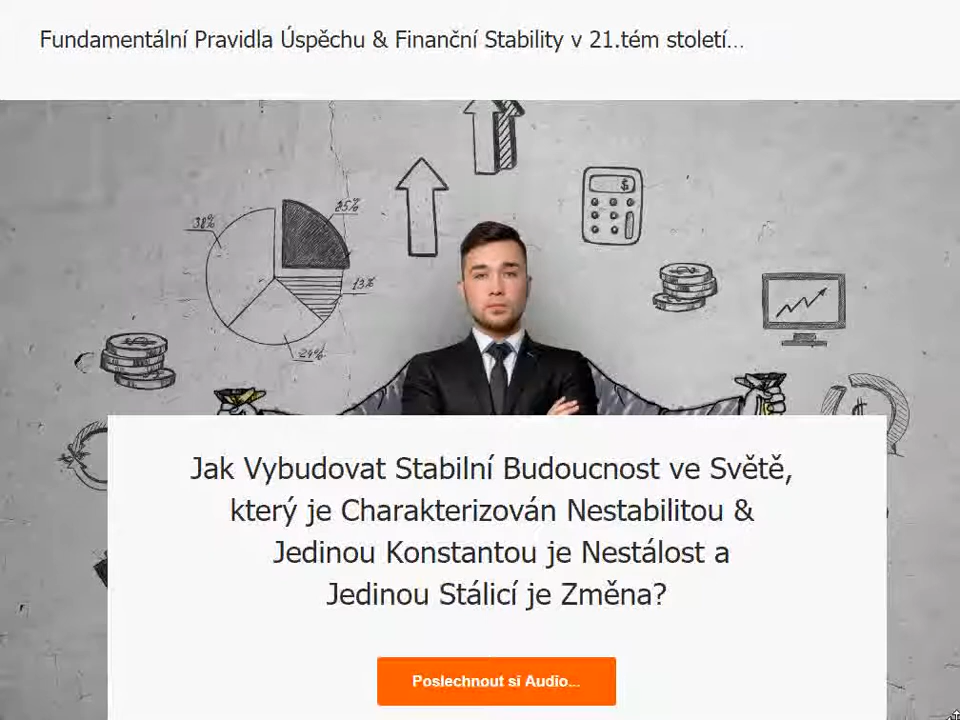 Fundamentální Pravidla Úspěchu & Finanční Stability v 21.tém století...
38%
25%
13%
24%
$
Jak Vybudovat Stabilní Budoucnost ve Světě,
který je Charakterizován Nestabilitou &
Jedinou Konstantou je Nestálost a
Jedinou Stálicí je Změna?
Poslechnout si Audio...